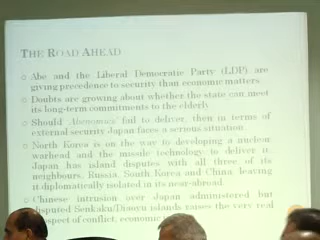 THE ROAD AHEAD
Abe and the Liberal Democratic Party (LDP) are
giving precedence to security than economic matters
Doubts are growing about whether the state can meet
its long-term commitments to the elderly
Should 'Abenomics' fail to deliver, then in terms of
external security Japan faces a serious situation
North Korea is on the way to developing a nuclear
warhead and the missile technology to deliver it.
Japan has island disputes with all three of its
neighbours, Russia, South Korea and China, leaving
it diplomatically isolated in its near-abroad
Chinese intrusion over Japan administered but
disputed Senkaku/Diaoyu islands raises the very real
prospect of conflict, economic